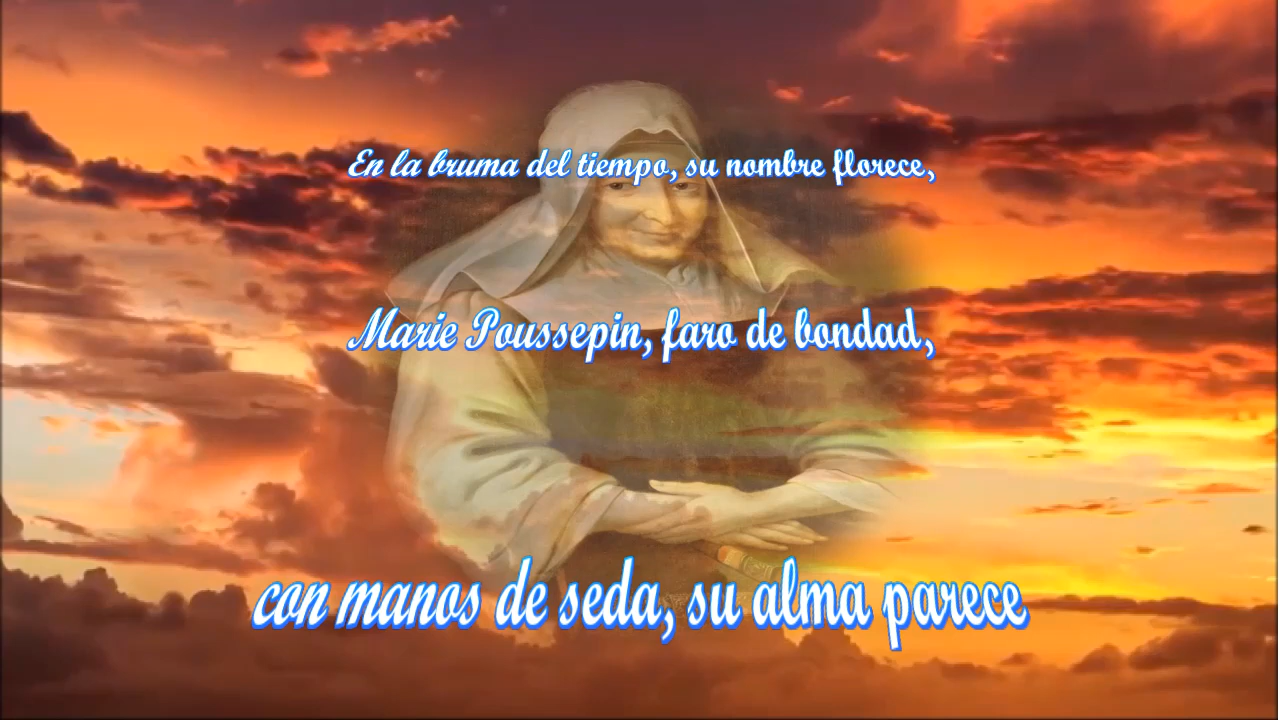 En la bruma del tiempo, su nombre florece,
Marie Poussepin, faro de bondad,
con manos de seda, su alma parece